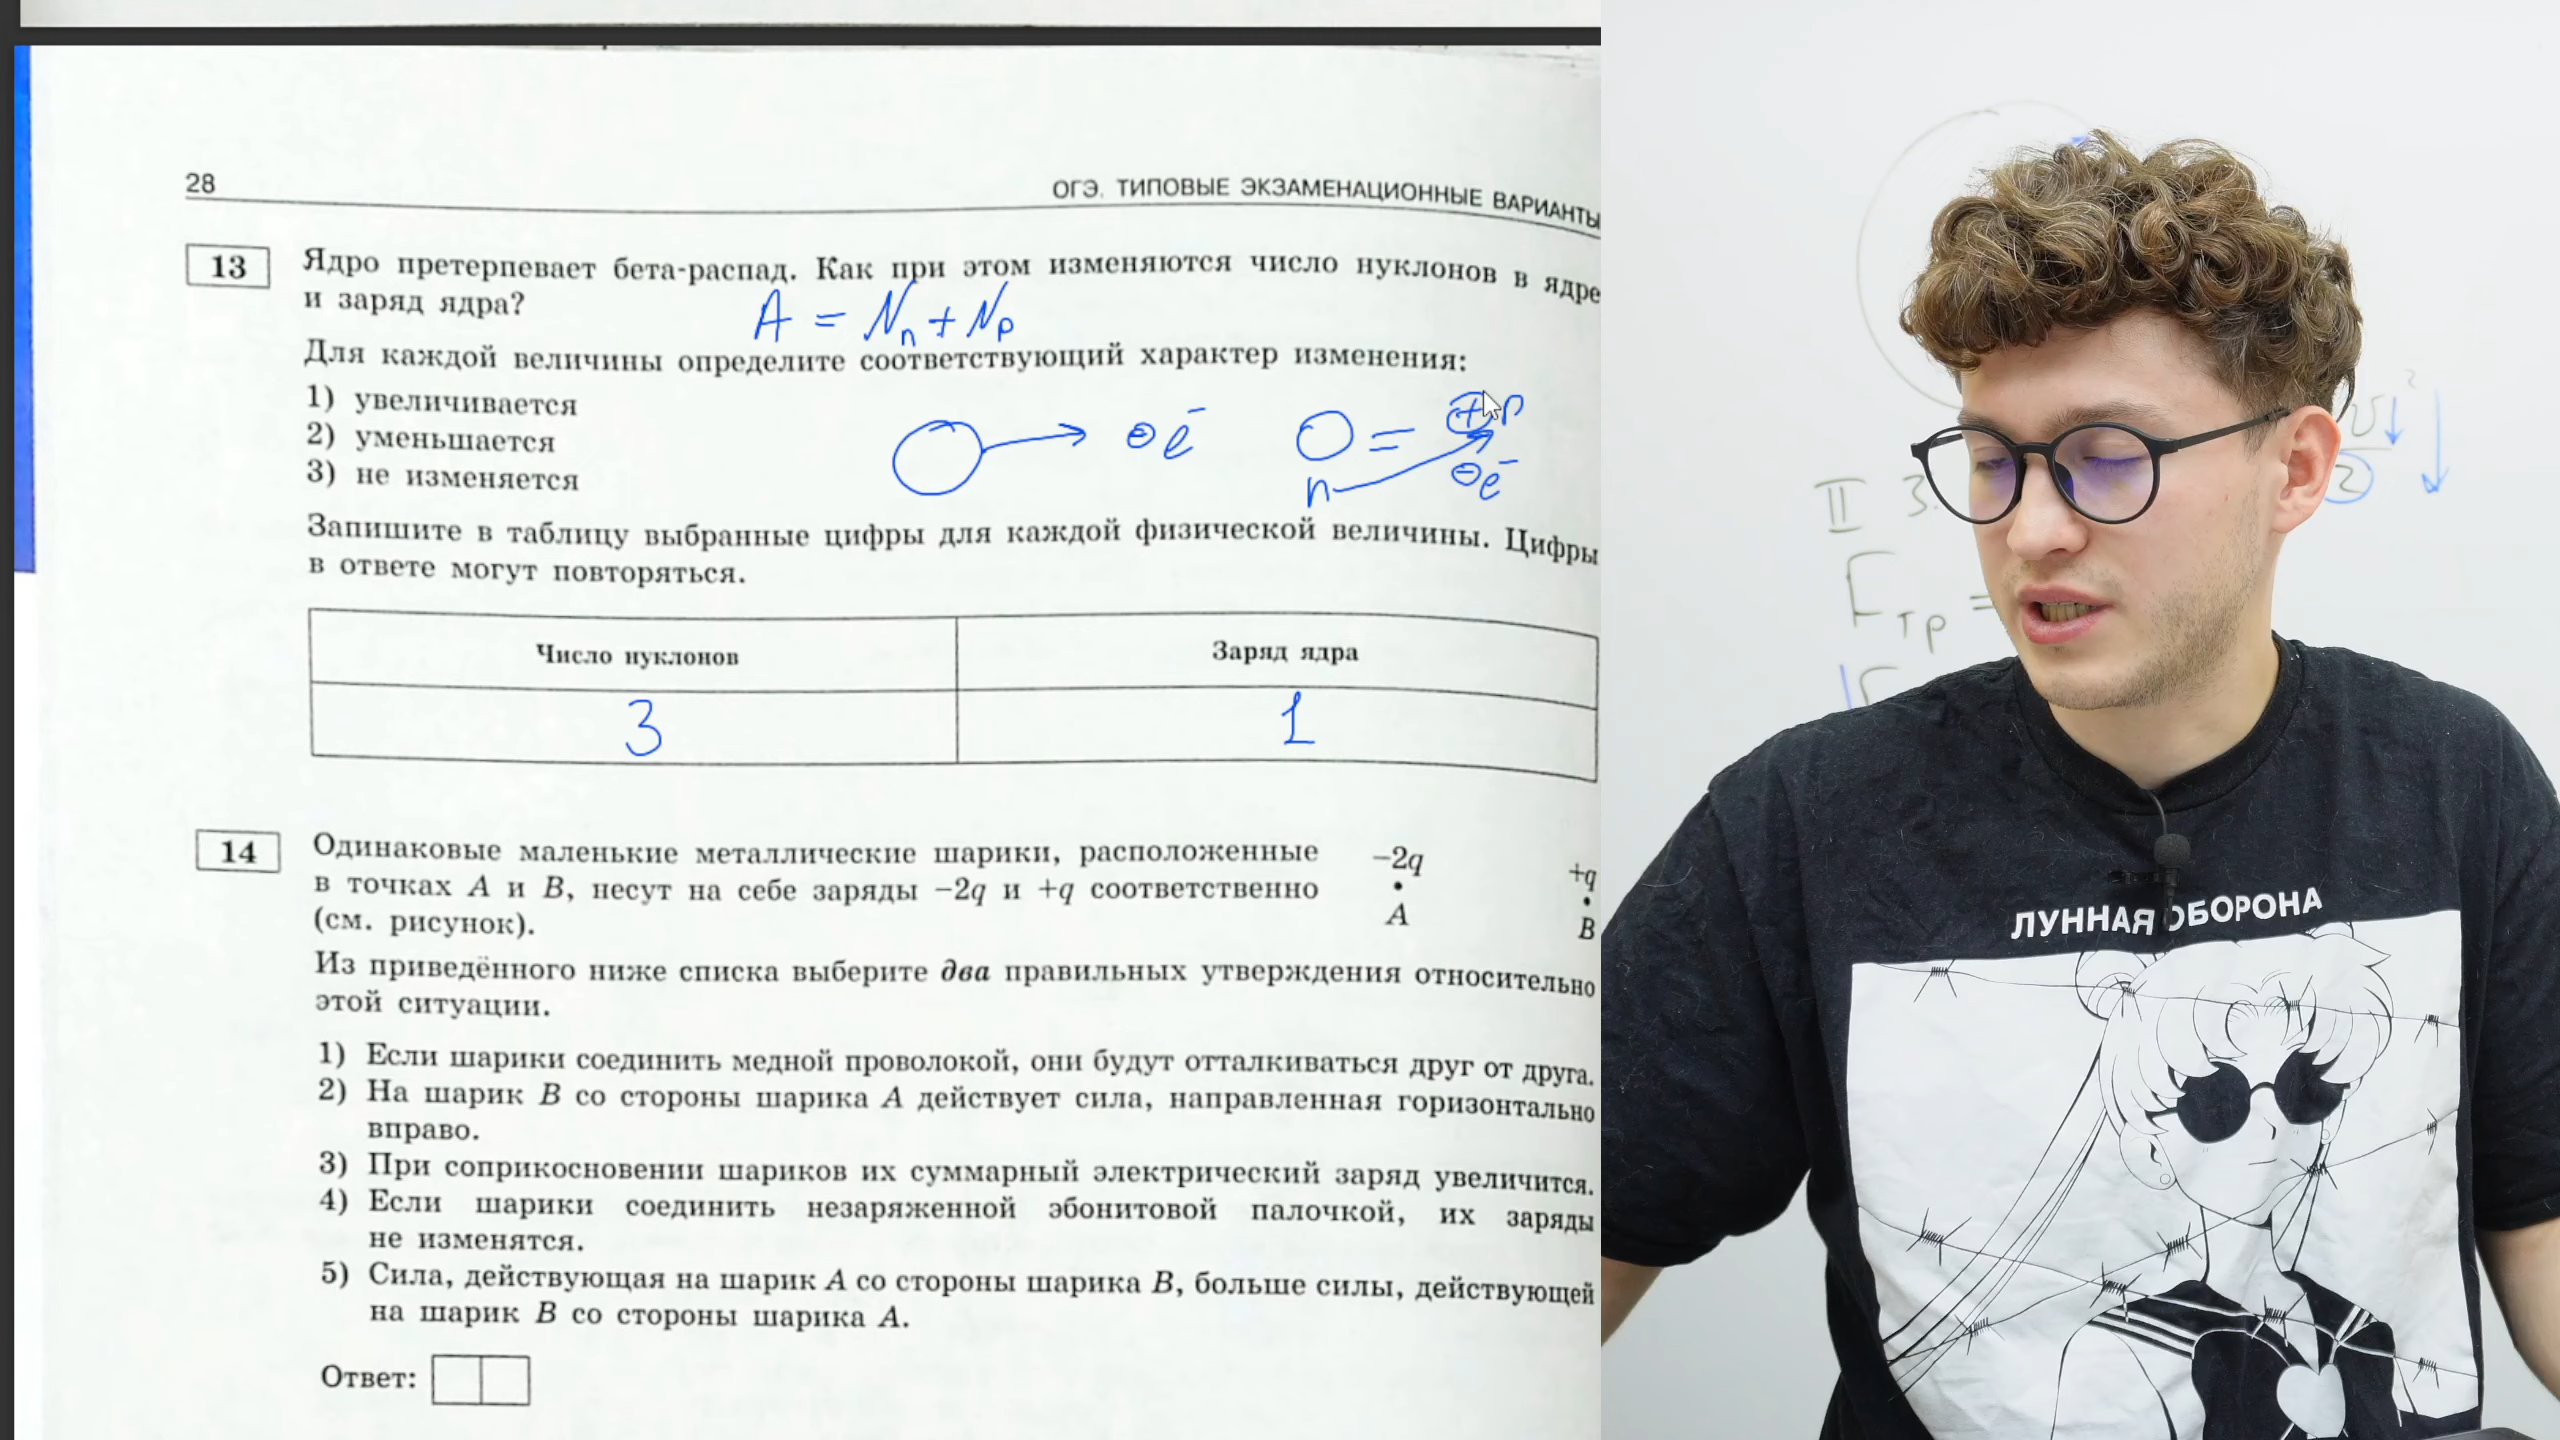 28
ОГЭ. ТИПОВЫЕ ЭКЗАМЕНАЦИОННЫЕ ВАРИАНТЫ
13 Ядро претерпевает бета-распад. Как при этом изменяются число нуклонов в ядре
и заряд ядра?
A = Nn + Np
Для каждой величины определите соответствующий характер изменения:
1) увеличивается
2) уменьшается
3) не изменяется
e⁻
p
n
e⁻
Запишите в таблицу выбранные цифры для каждой физической величины. Цифры
в ответе могут повторяться.
Число нуклонов Заряд ядра
3 1
14 Одинаковые маленькие металлические шарики, расположенные
в точках A и B, несут на себе заряды −2q и +q соответственно
(см. рисунок).
−2q +q
A B
Из приведённого ниже списка выберите два правильных утверждения относительно
этой ситуации.
1) Если шарики соединить медной проволокой, они будут отталкиваться друг от друга.
2) На шарик B со стороны шарика A действует сила, направленная горизонтально
вправо.
3) При соприкосновении шариков их суммарный электрический заряд увеличится.
4) Если шарики соединить незаряженной эбонитовой палочкой, их заряды
не изменятся.
5) Сила, действующая на шарик A со стороны шарика B, больше силы, действующей
на шарик B со стороны шарика A.
Ответ:
II З.
Fтр =
2
ЛУННАЯ ОБОРОНА